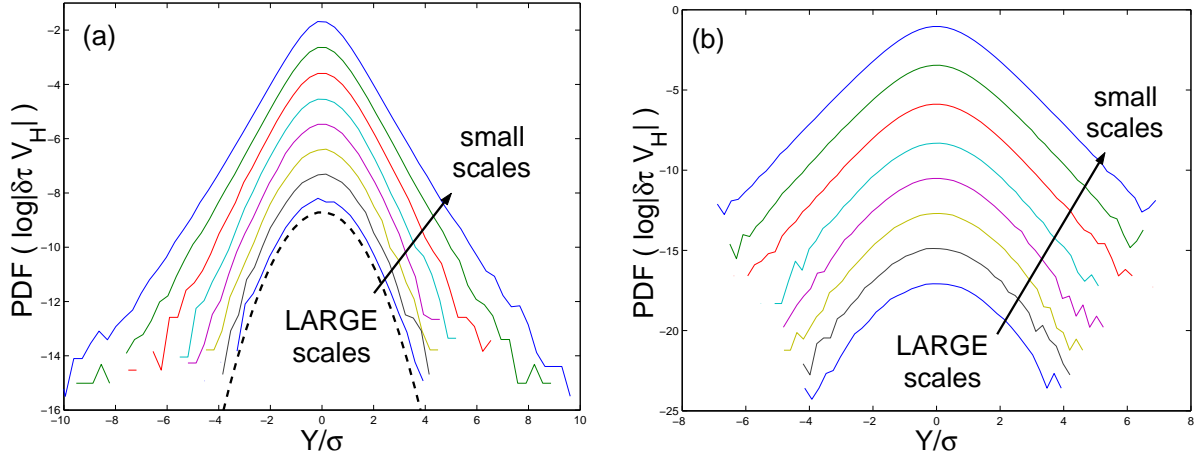 (a)
PDF ( log|δτ V_H| )
−2
−4
−6
−8
−10
−12
−14
−16
small
scales
LARGE
scales
−10 −8 −6 −4 −2 0 2 4 6 8 10
Y/σ
(b)
PDF ( log|δτ V_H| )
0
−5
−10
−15
−20
−25
small
scales
LARGE
scales
−8 −6 −4 −2 0 2 4 6 8
Y/σ